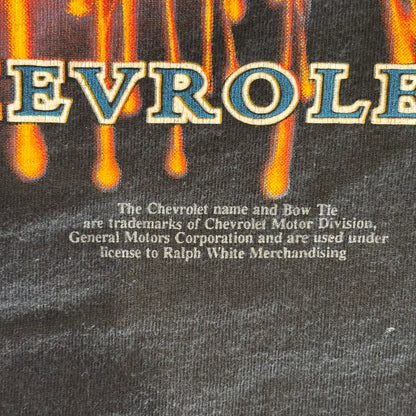 EVROLE
The Chevrolet name and Bow Tie
are trademarks of Chevrolet Motor Division,
General Motors Corporation and are used under
license to Ralph White Merchandising